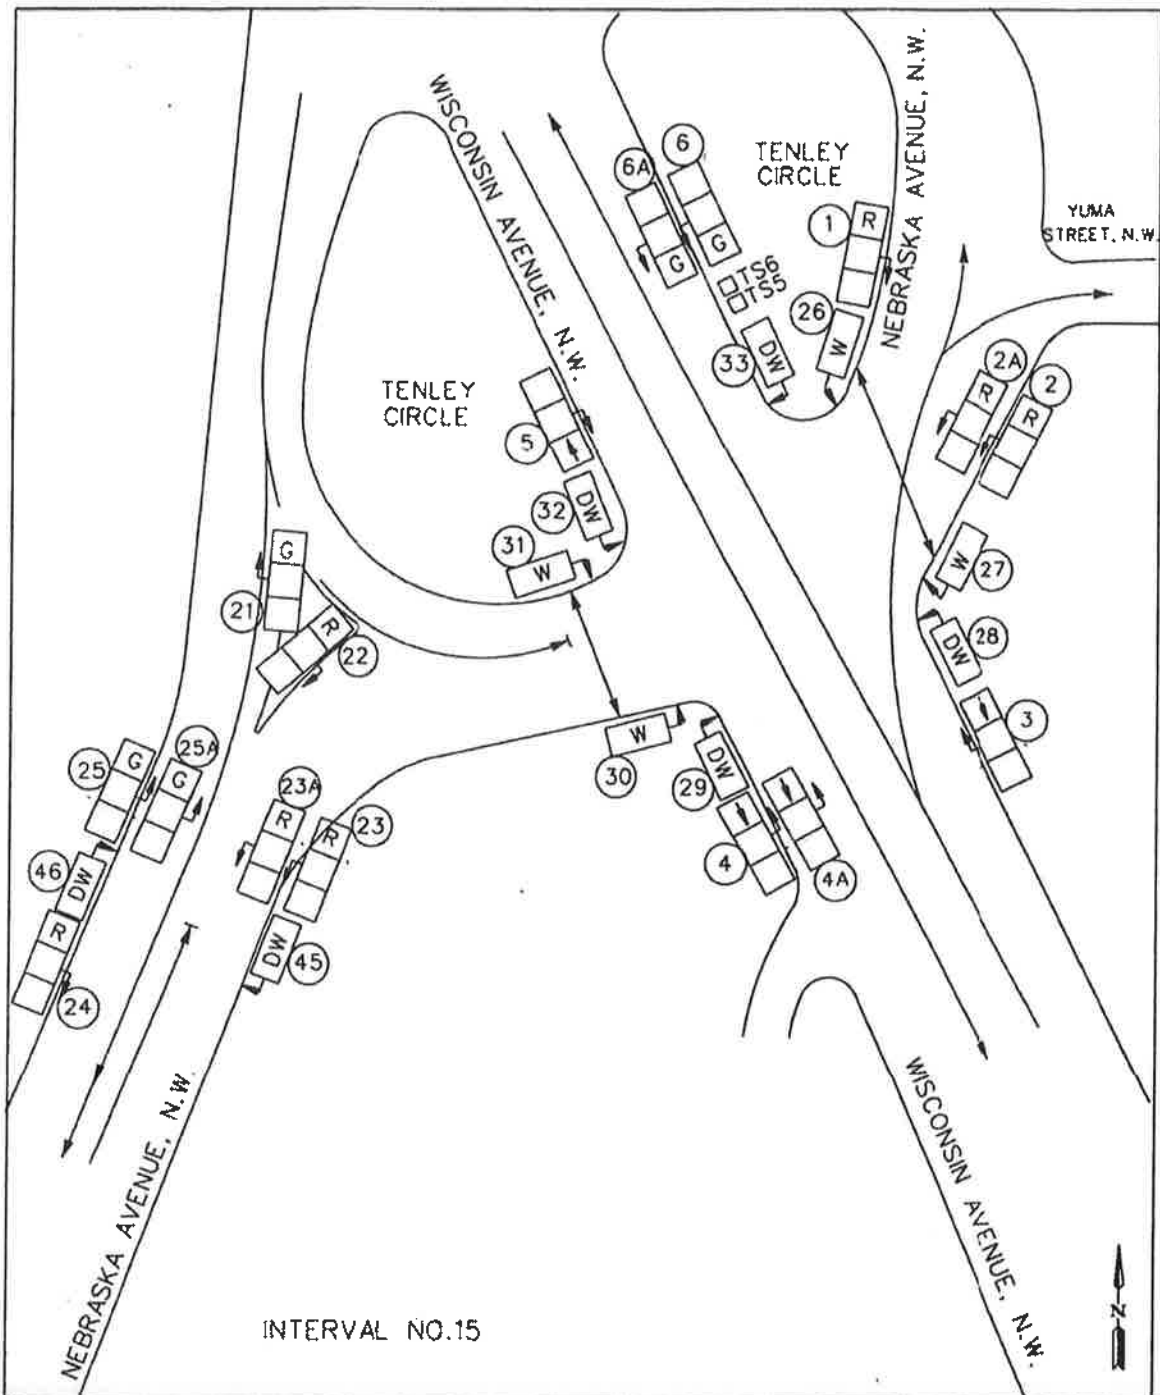 WISCONSIN AVENUE, N.W.
TENLEY
CIRCLE
NEBRASKA AVENUE, N.W.
YUMA
STREET, N.W.
6
6A
G
G
TS6
TS5
1
R
26
W
33
DW
2A
R
2
R
TENLEY
CIRCLE
5
32
DW
31
W
27
W
28
DW
3
21
G
22
R
30
W
29
DW
4
4A
25
G
25A
G
23A
R
23
R
46
DW
24
R
45
DW
NEBRASKA AVENUE, N.W.
WISCONSIN AVENUE, N.W.
INTERVAL NO.15
N